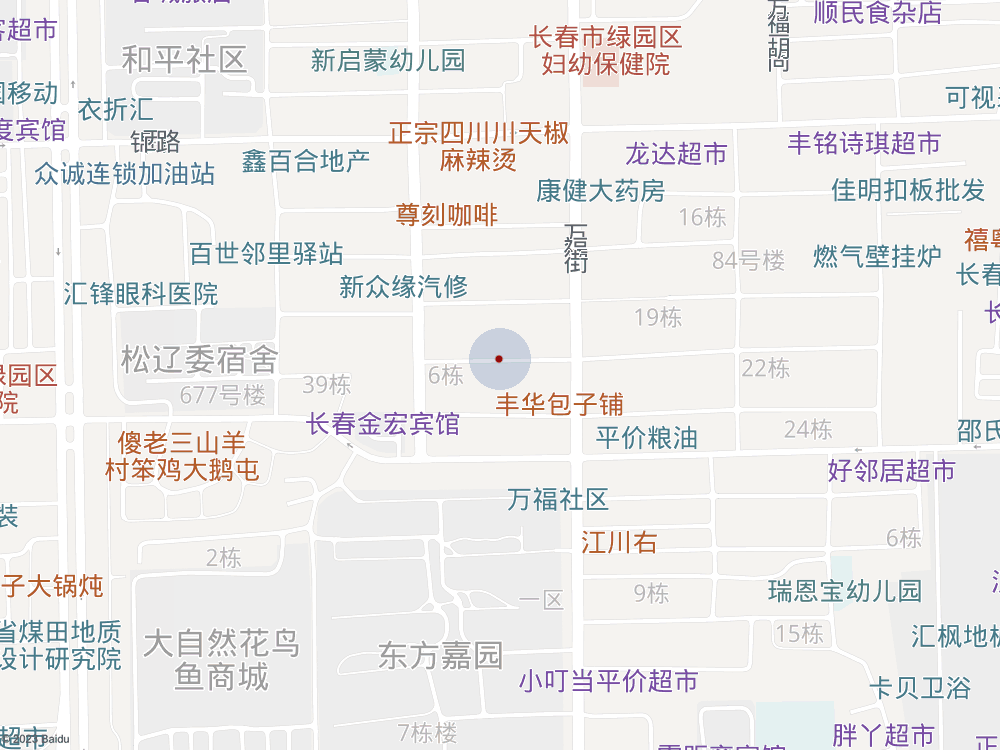 顺民食杂店
万福
胡同
超市
长春市绿园区
妇幼保健院
和平社区
新启蒙幼儿园
移动
可视
衣折汇
宾馆
正宗四川川天椒
麻辣烫
路
丰铭诗琪超市
龙达超市
鑫百合地产
众诚连锁加油站
康健大药房
佳明扣板批发
尊刻咖啡
16栋
万福街
百世邻里驿站
84号楼
燃气壁挂炉
长春
新众缘汽修
汇锋眼科医院
长
19栋
松辽委宿舍
22栋
绿园区
院
6栋
39栋
677号楼
丰华包子铺
长春金宏宾馆
24栋
平价粮油
邵氏
傻老三山羊
村笨鸡大鹅屯
好邻居超市
万福社区
装
江川右
6栋
2栋
子大锅炖
一区
9栋
瑞恩宝幼儿园
省煤田地质
设计研究院
15栋
汇枫地板
大自然花鸟
鱼商城
东方嘉园
小叮当平价超市
卡贝卫浴
7栋楼
胖丫超市
超市
© 2023 Baidu